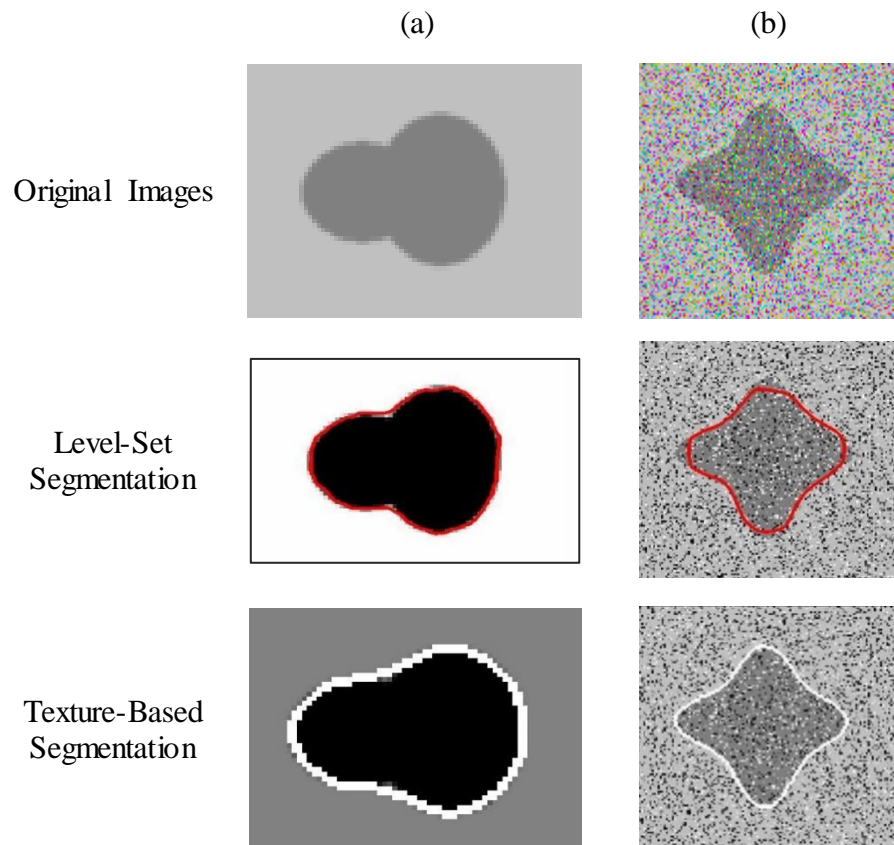 (a) (b)
Original Images
Level-Set
Segmentation
Texture-Based
Segmentation